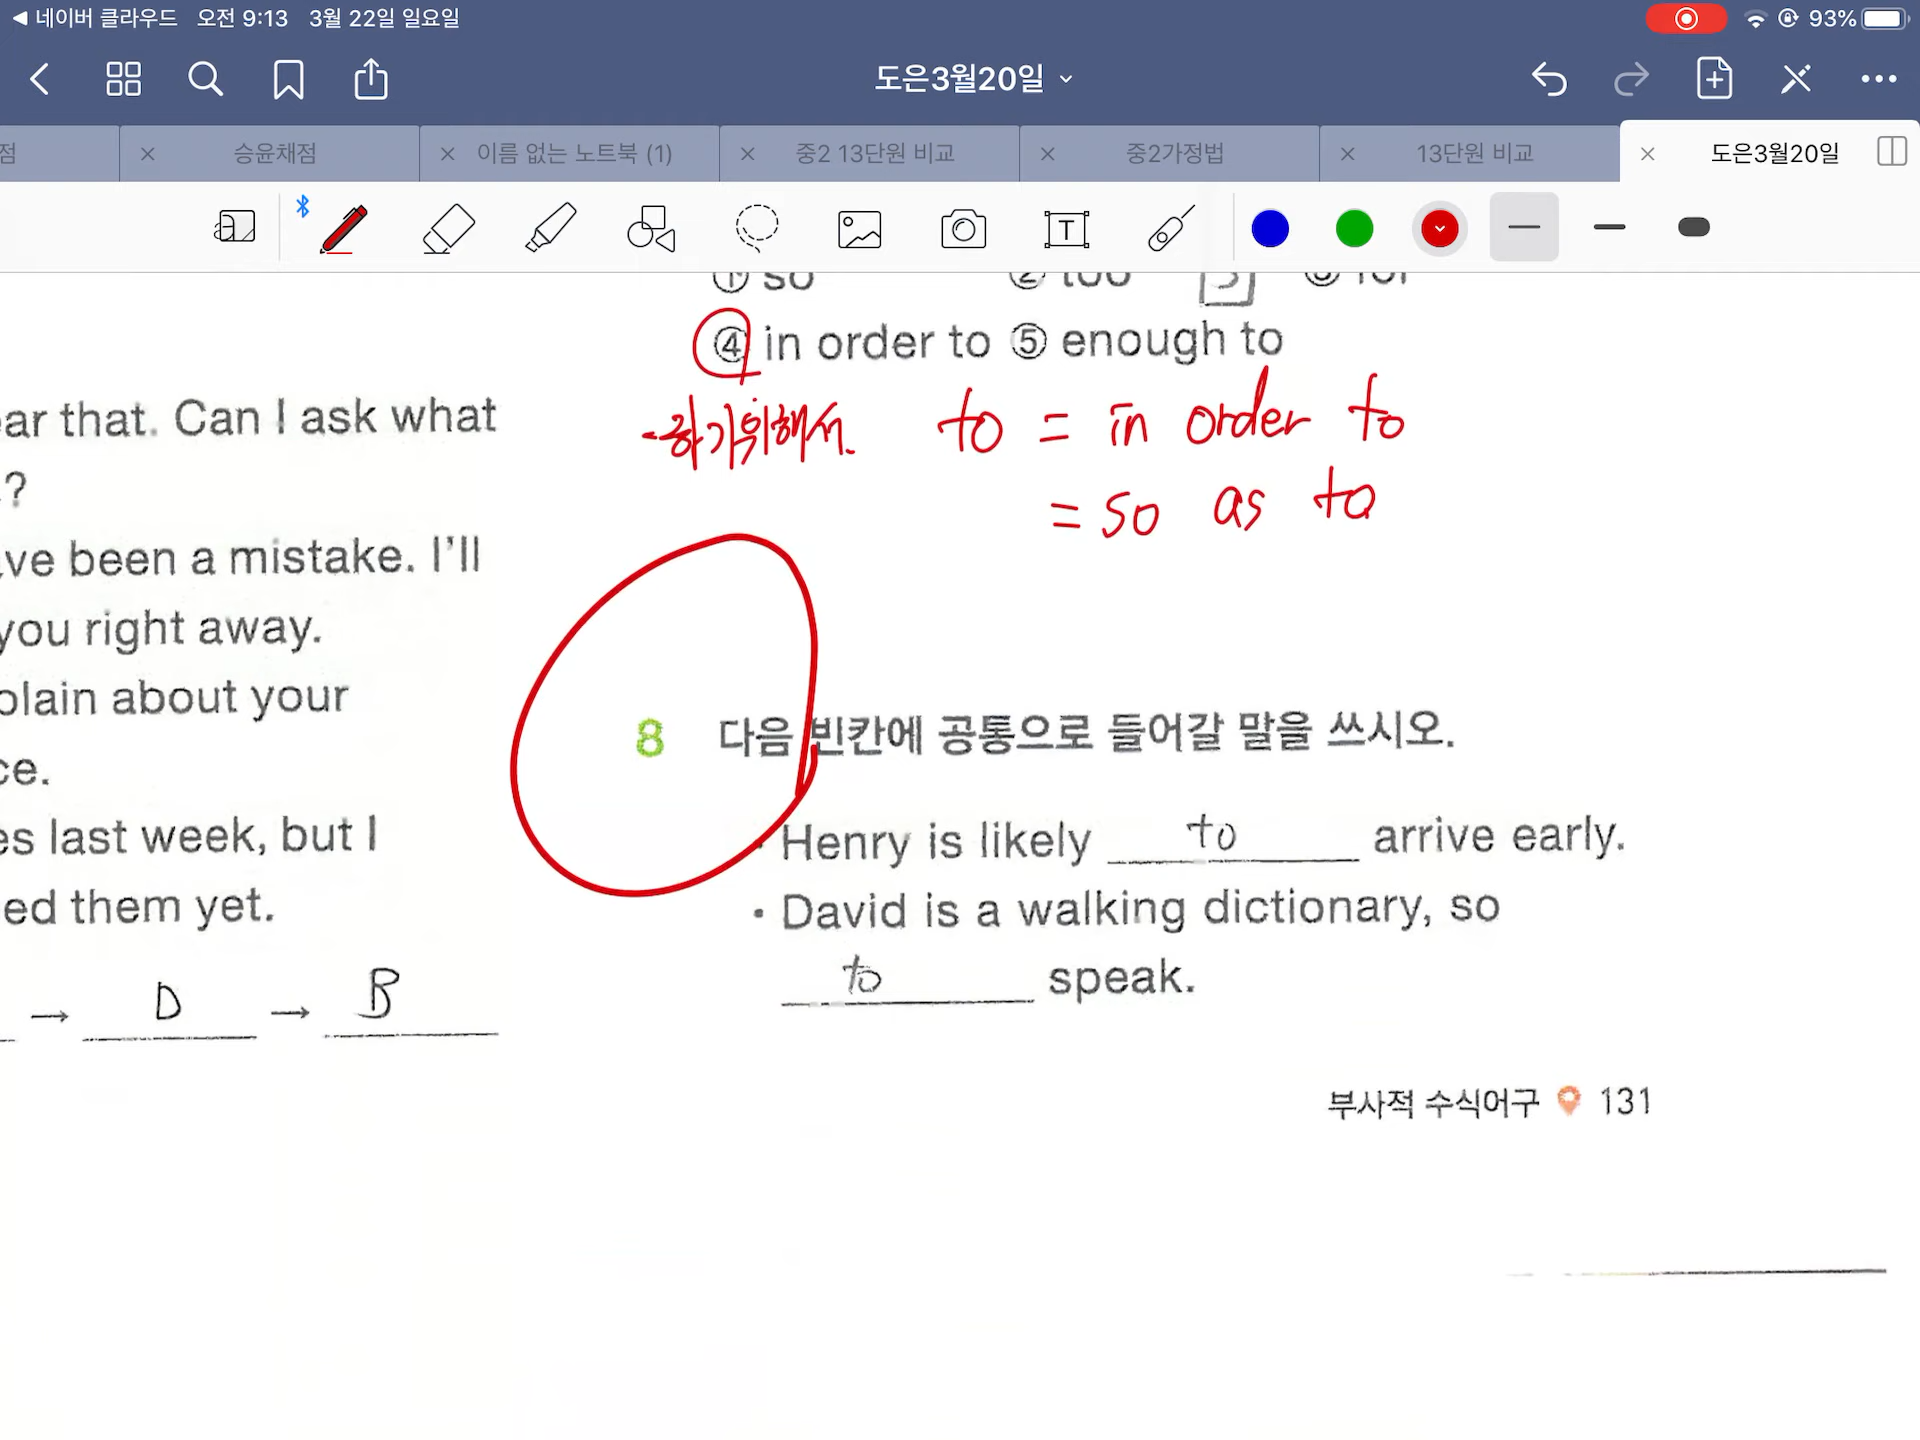 ◀ 네이버 클라우드 오전 9:13 3월 22일 일요일 93%
도은3월20일
점 승윤채점 이름 없는 노트북 (1) 중2 13단원 비교 중2가정법 13단원 비교 도은3월20일
① so ② too
④ in order to ⑤ enough to
-하기위해서. to = in order to
= so as to
ear that. Can I ask what
?
ve been a mistake. I'll
you right away.
plain about your
ce.
es last week, but I
ed them yet.
→ D → B
8 다음 빈칸에 공통으로 들어갈 말을 쓰시오.
• Henry is likely to arrive early.
• David is a walking dictionary, so
to speak.
부사적 수식어구 131